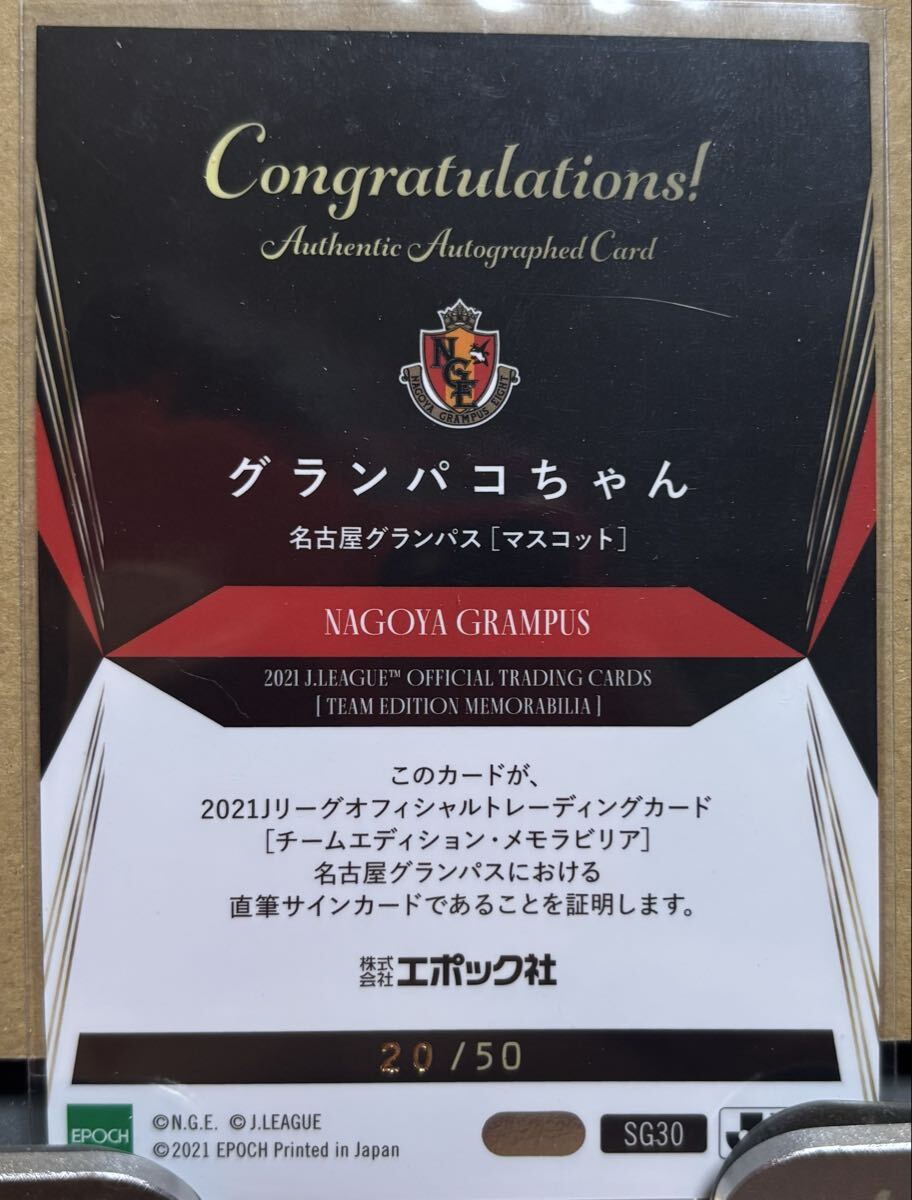 Congratulations!
Authentic Autographed Card
NGE
NAGOYA GRAMPUS EIGHT
グランパコちゃん
名古屋グランパス［マスコット］
NAGOYA GRAMPUS
2021 J.LEAGUE™ OFFICIAL TRADING CARDS
[ TEAM EDITION MEMORABILIA ]
このカードが、
2021Jリーグオフィシャルトレーディングカード
［チームエディション・メモラビリア］
名古屋グランパスにおける
直筆サインカードであることを証明します。
株式会社エポック社
20/50
EPOCH
©N.G.E. ©J.LEAGUE
©2021 EPOCH Printed in Japan
SG30